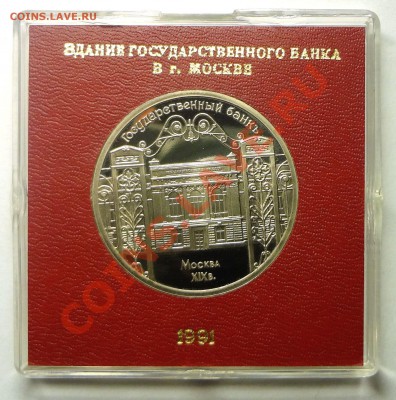 COINS.LAVE.RU
ЗДАНИЕ ГОСУДАРСТВЕННОГО БАНКА
В г. МОСКВЕ
Государственный банкъ
Москва
XIXв.
1991